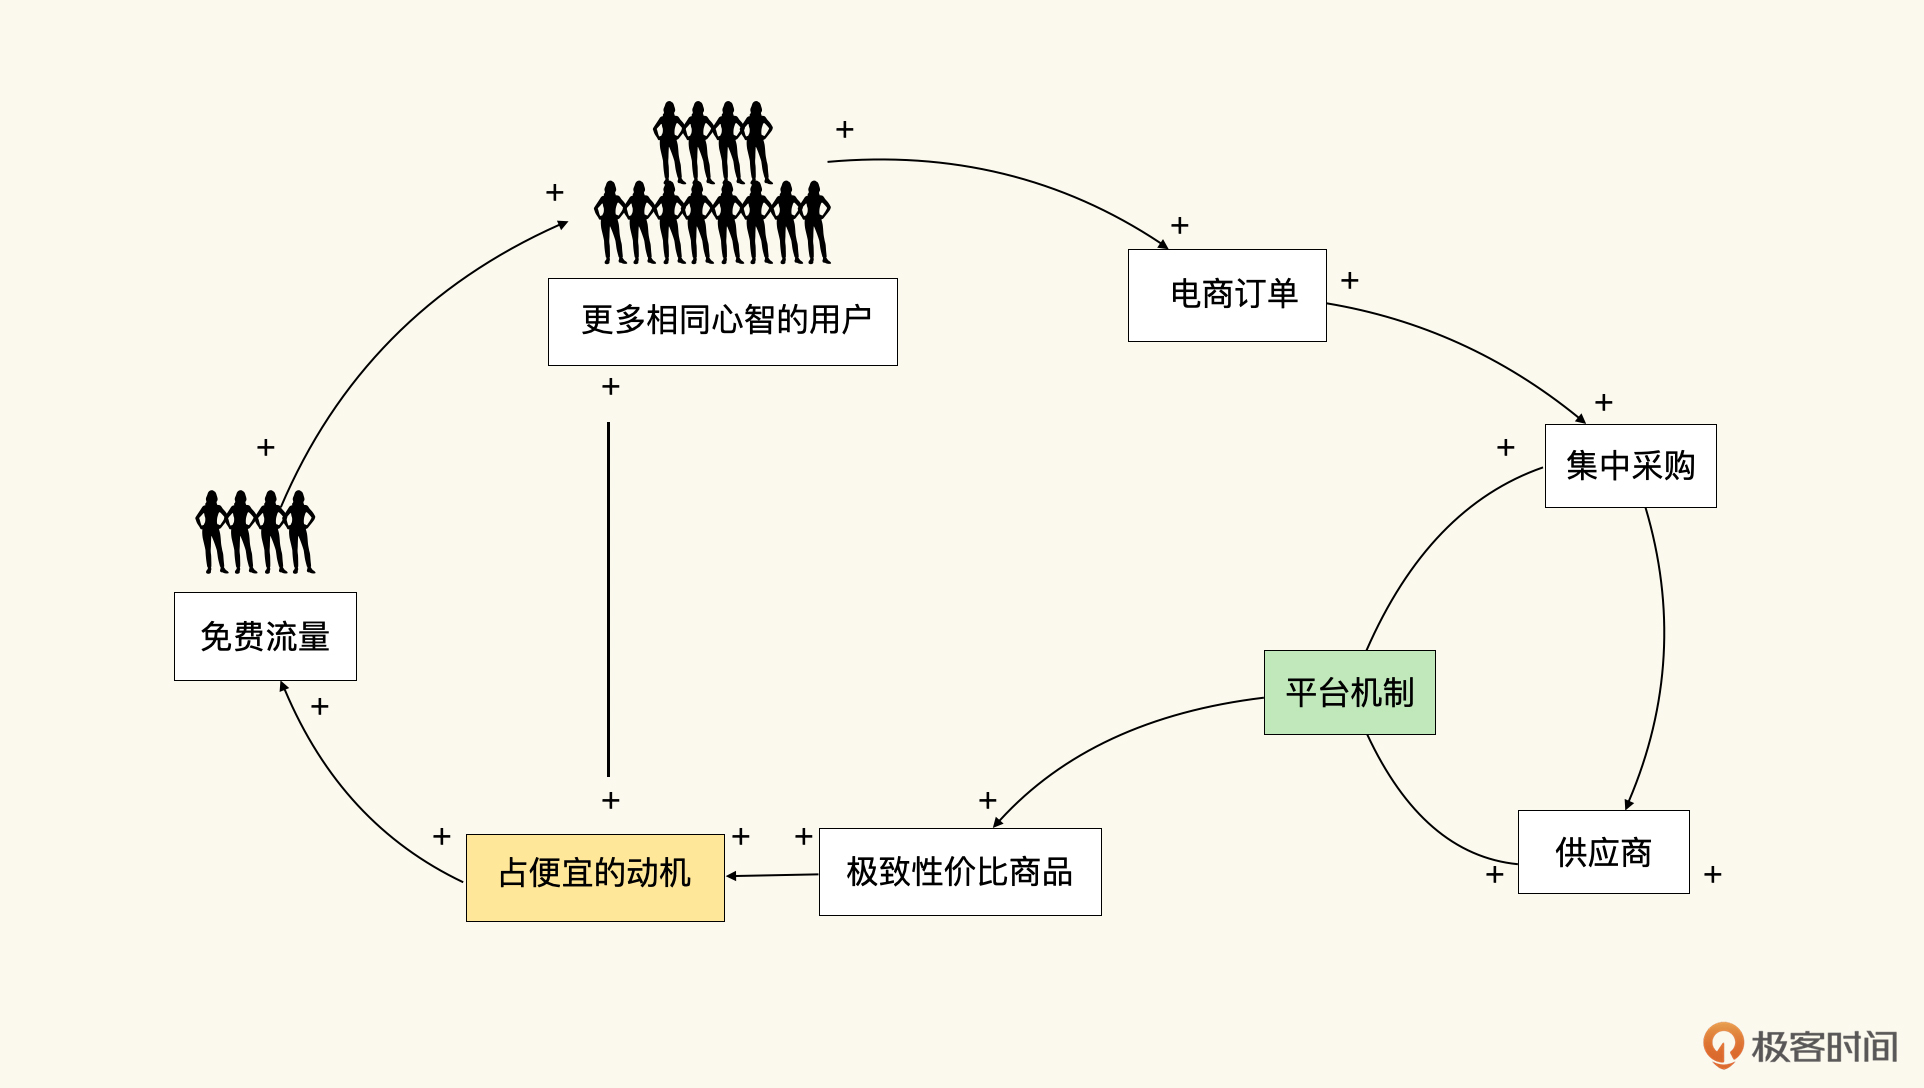 +
+
+
更多相同心智的用户
+
电商订单
+
+
+
集中采购
+
+
免费流量
+
平台机制
+
+
供应商
+
+
极致性价比商品
+
+
占便宜的动机
+
+
极客时间